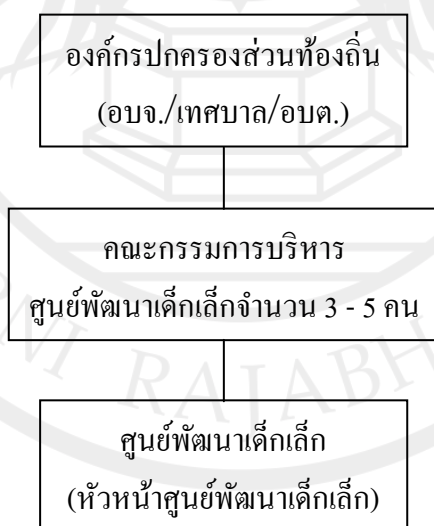 องค์กรปกครองส่วนท้องถิ่น
(อบจ./เทศบาล/อบต.)
คณะกรรมการบริหาร
ศูนย์พัฒนาเด็กเล็กจำนวน 3 - 5 คน
ศูนย์พัฒนาเด็กเล็ก
(หัวหน้าศูนย์พัฒนาเด็กเล็ก)